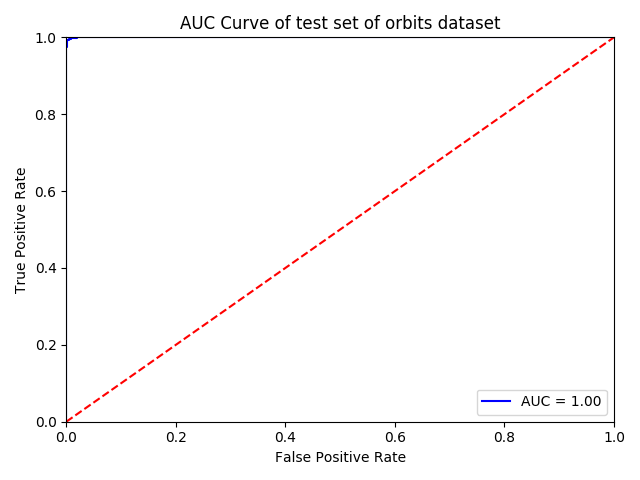 AUC Curve of test set of orbits dataset
1.0
0.8
0.6
0.4
0.2
0.0
True Positive Rate
AUC = 1.00
0.0 0.2 0.4 0.6 0.8 1.0
False Positive Rate